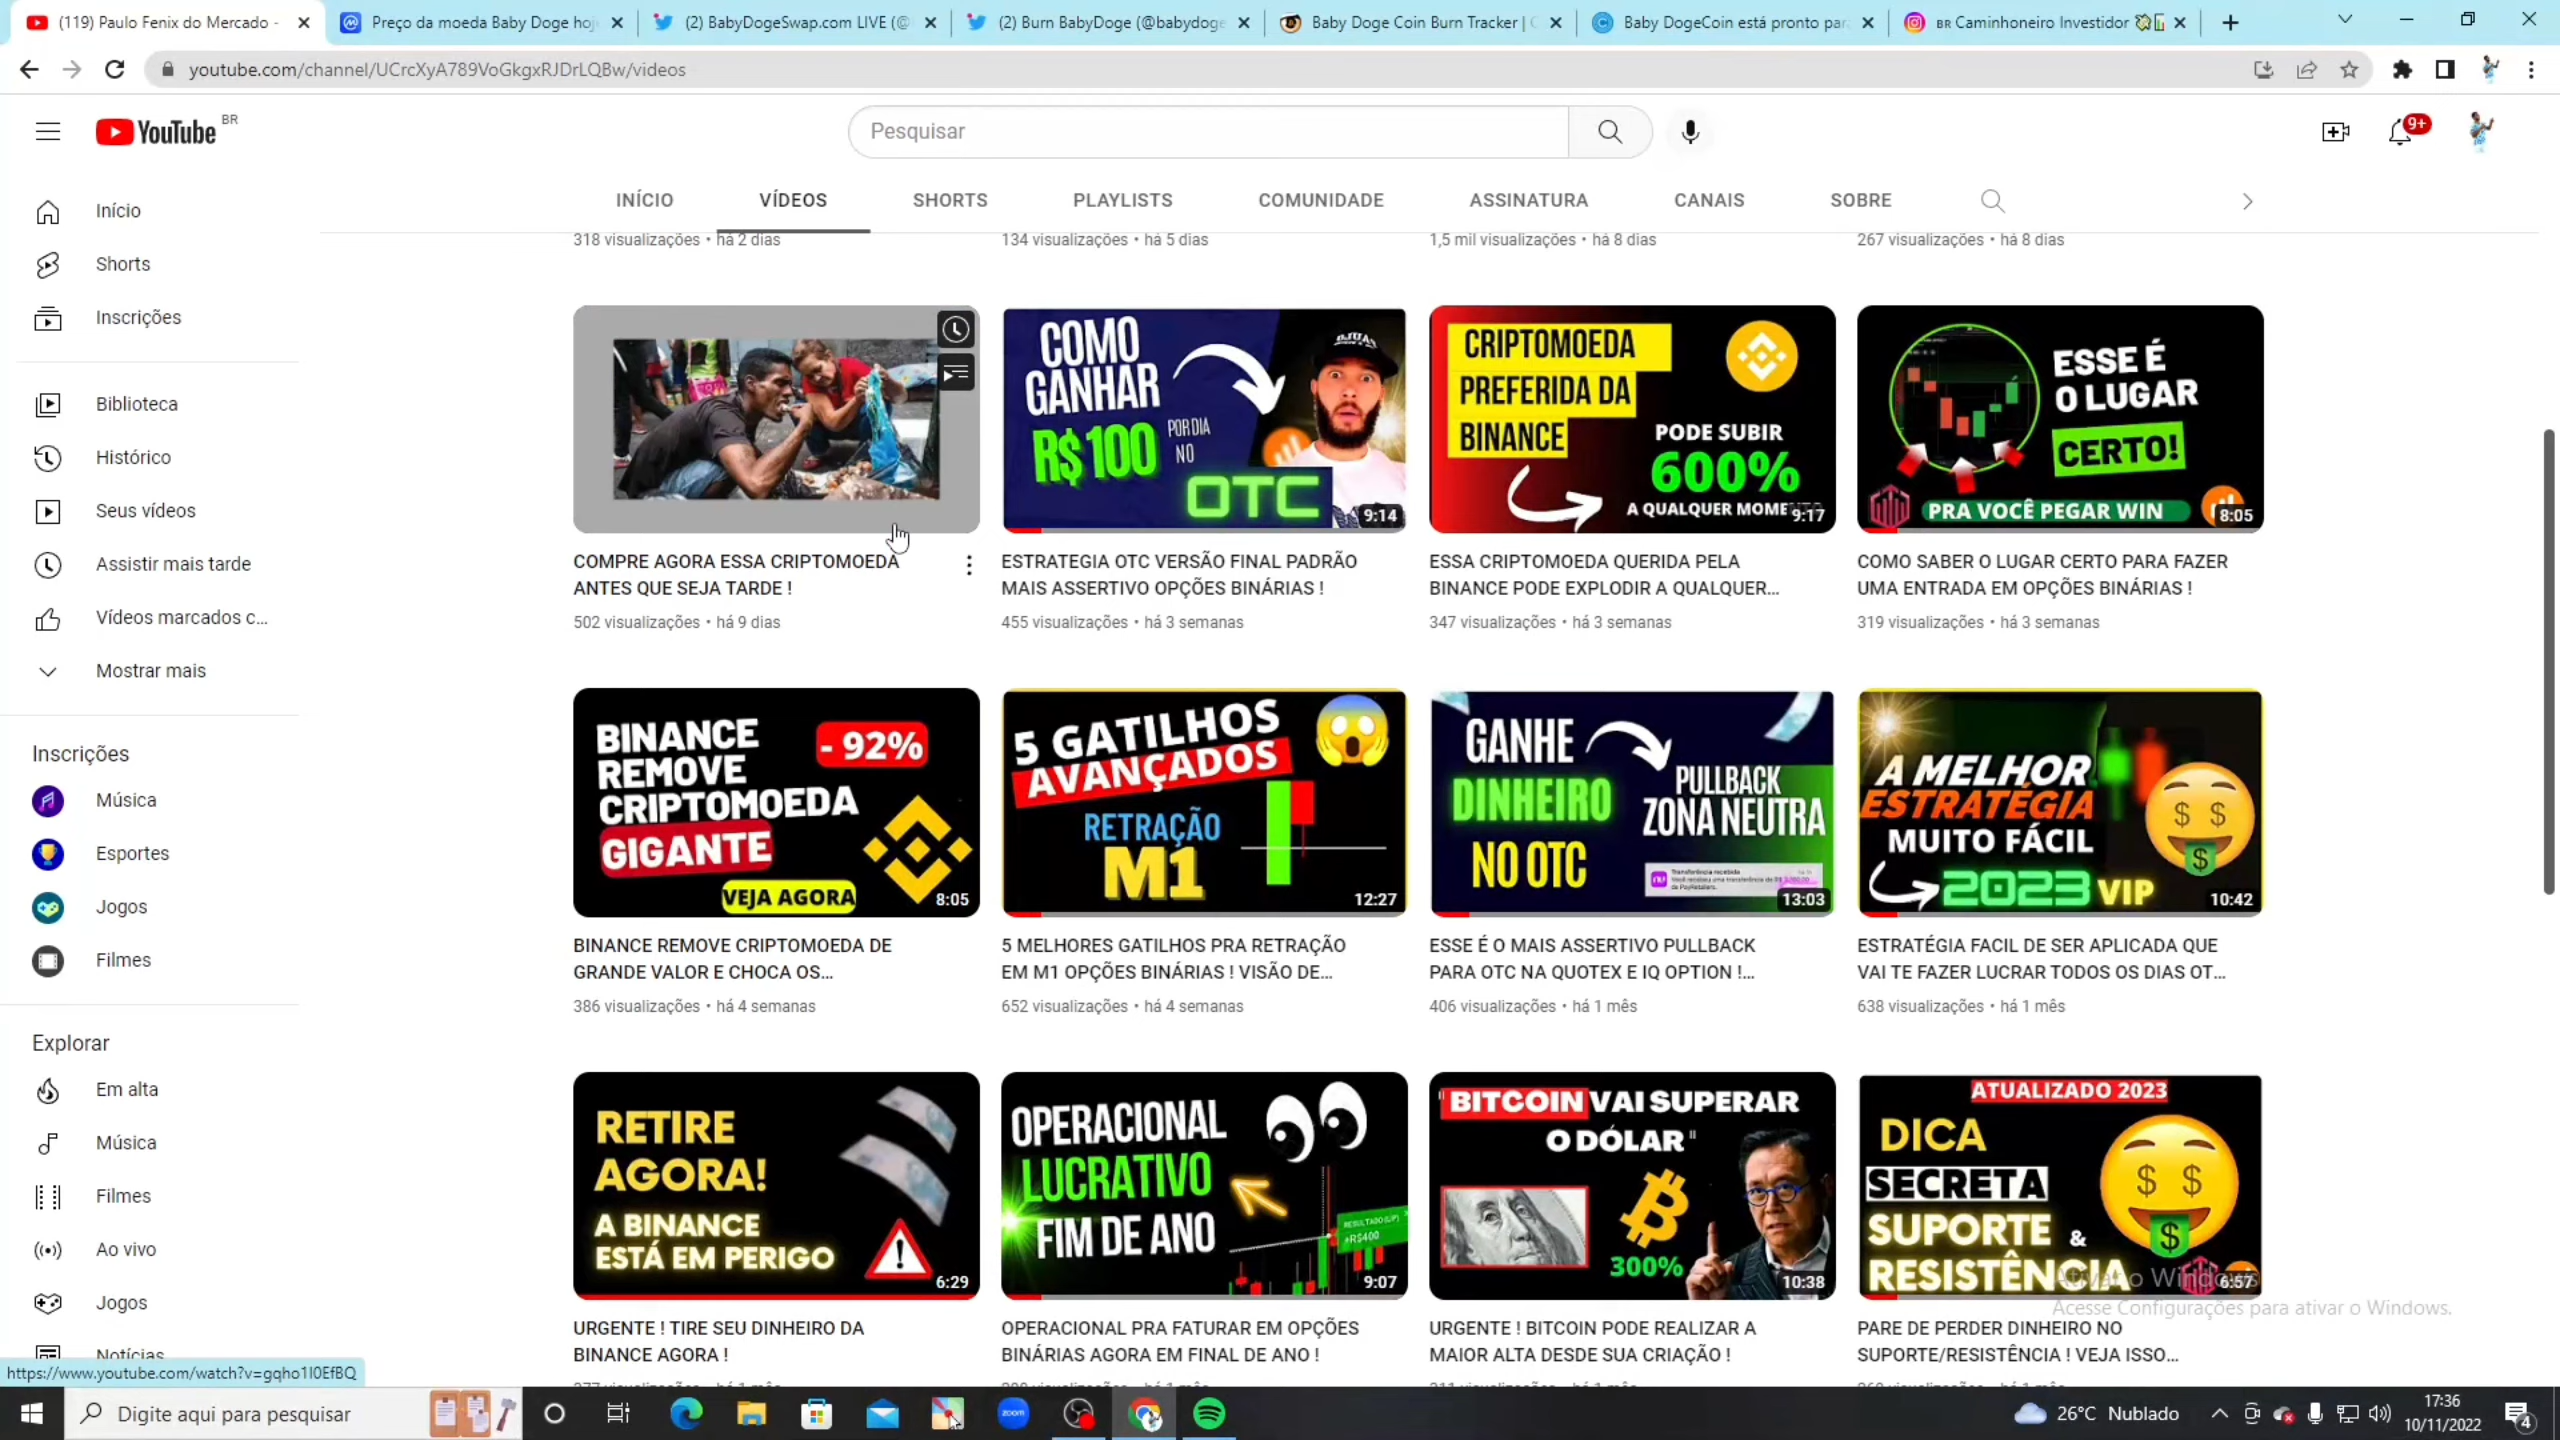 (119) Paulo Fenix do Mercado -
Preço da moeda Baby Doge hoj
(2) BabyDogeSwap.com LIVE (@
(2) Burn BabyDoge (@babydoge
Baby Doge Coin Burn Tracker |
Baby DogeCoin está pronto par
BR Caminhoneiro Investidor
youtube.com/channel/UCrcXyA789VoGkgxRJDrLQBw/videos
YouTube BR
Pesquisar
9+
INÍCIO VÍDEOS SHORTS PLAYLISTS COMUNIDADE ASSINATURA CANAIS SOBRE
Início
Shorts
Inscrições
Biblioteca
Histórico
Seus vídeos
Assistir mais tarde
Vídeos marcados c...
Mostrar mais
Inscrições
Música
Esportes
Jogos
Filmes
Explorar
Em alta
Música
Filmes
Ao vivo
Jogos
Notícias
318 visualizações • há 2 dias
134 visualizações • há 5 dias
1,5 mil visualizações • há 8 dias
267 visualizações • há 8 dias
COMPRE AGORA ESSA CRIPTOMOEDA
ANTES QUE SEJA TARDE !
502 visualizações • há 9 dias
COMO
GANHAR
R$100 POR DIA
NO
OTC
9:14
ESTRATEGIA OTC VERSÃO FINAL PADRÃO
MAIS ASSERTIVO OPÇÕES BINÁRIAS !
455 visualizações • há 3 semanas
CRIPTOMOEDA
PREFERIDA DA
BINANCE
PODE SUBIR
600%
A QUALQUER MOME
9:17
ESSA CRIPTOMOEDA QUERIDA PELA
BINANCE PODE EXPLODIR A QUALQUER...
347 visualizações • há 3 semanas
ESSE É
O LUGAR
CERTO!
PRA VOCÊ PEGAR WIN
8:05
COMO SABER O LUGAR CERTO PARA FAZER
UMA ENTRADA EM OPÇÕES BINÁRIAS !
319 visualizações • há 3 semanas
BINANCE
REMOVE
CRIPTOMOEDA
GIGANTE
- 92%
VEJA AGORA
8:05
BINANCE REMOVE CRIPTOMOEDA DE
GRANDE VALOR E CHOCA OS...
386 visualizações • há 4 semanas
5 GATILHOS
AVANÇADOS
RETRAÇÃO
M1
12:27
5 MELHORES GATILHOS PRA RETRAÇÃO
EM M1 OPÇÕES BINÁRIAS ! VISÃO DE...
652 visualizações • há 4 semanas
GANHE
DINHEIRO
NO OTC
PULLBACK
ZONA NEUTRA
Transferência recebida
13:03
ESSE É O MAIS ASSERTIVO PULLBACK
PARA OTC NA QUOTEX E IQ OPTION !...
406 visualizações • há 1 mês
A MELHOR
ESTRATÉGIA
MUITO FÁCIL
2023 VIP
10:42
ESTRATÉGIA FACIL DE SER APLICADA QUE
VAI TE FAZER LUCRAR TODOS OS DIAS OT...
638 visualizações • há 1 mês
RETIRE
AGORA!
A BINANCE
ESTÁ EM PERIGO
6:29
URGENTE ! TIRE SEU DINHEIRO DA
BINANCE AGORA !
OPERACIONAL
LUCRATIVO
FIM DE ANO
RESULTADO (UP)
+R$400
9:07
OPERACIONAL PRA FATURAR EM OPÇÕES
BINÁRIAS AGORA EM FINAL DE ANO !
"BITCOIN VAI SUPERAR
O DÓLAR"
300%
10:38
URGENTE ! BITCOIN PODE REALIZAR A
MAIOR ALTA DESDE SUA CRIAÇÃO !
ATUALIZADO 2023
DICA
SECRETA
SUPORTE &
RESISTÊNCIA
6:57
PARE DE PERDER DINHEIRO NO
SUPORTE/RESISTÊNCIA ! VEJA ISSO...
Ativar o Windows
Acesse Configurações para ativar o Windows.
https://www.youtube.com/watch?v=gqho1I0EfBQ
Digite aqui para pesquisar
zoom
26°C Nublado
17:36
10/11/2022
4